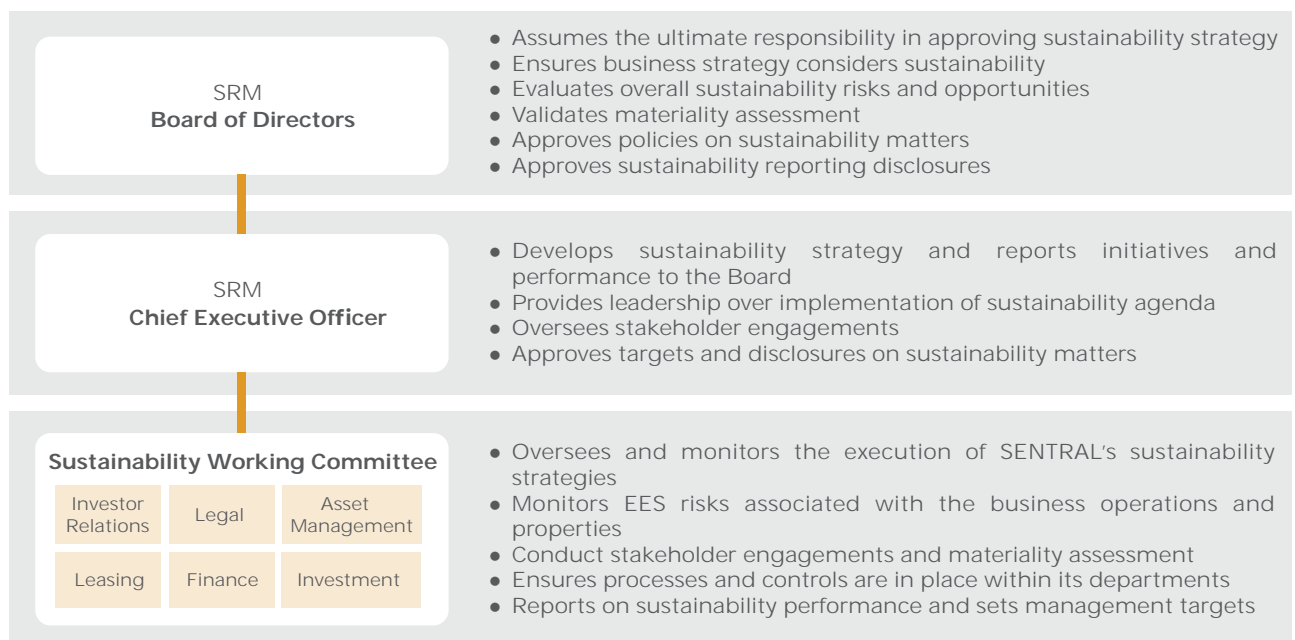 SRM
Board of Directors
● Assumes the ultimate responsibility in approving sustainability strategy
● Ensures business strategy considers sustainability
● Evaluates overall sustainability risks and opportunities
● Validates materiality assessment
● Approves policies on sustainability matters
● Approves sustainability reporting disclosures
SRM
Chief Executive Officer
● Develops sustainability strategy and reports initiatives and
performance to the Board
● Provides leadership over implementation of sustainability agenda
● Oversees stakeholder engagements
● Approves targets and disclosures on sustainability matters
Sustainability Working Committee
Investor
Relations
Legal
Asset
Management
Leasing
Finance
Investment
● Oversees and monitors the execution of SENTRAL's sustainability
strategies
● Monitors EES risks associated with the business operations and
properties
● Conduct stakeholder engagements and materiality assessment
● Ensures processes and controls are in place within its departments
● Reports on sustainability performance and sets management targets